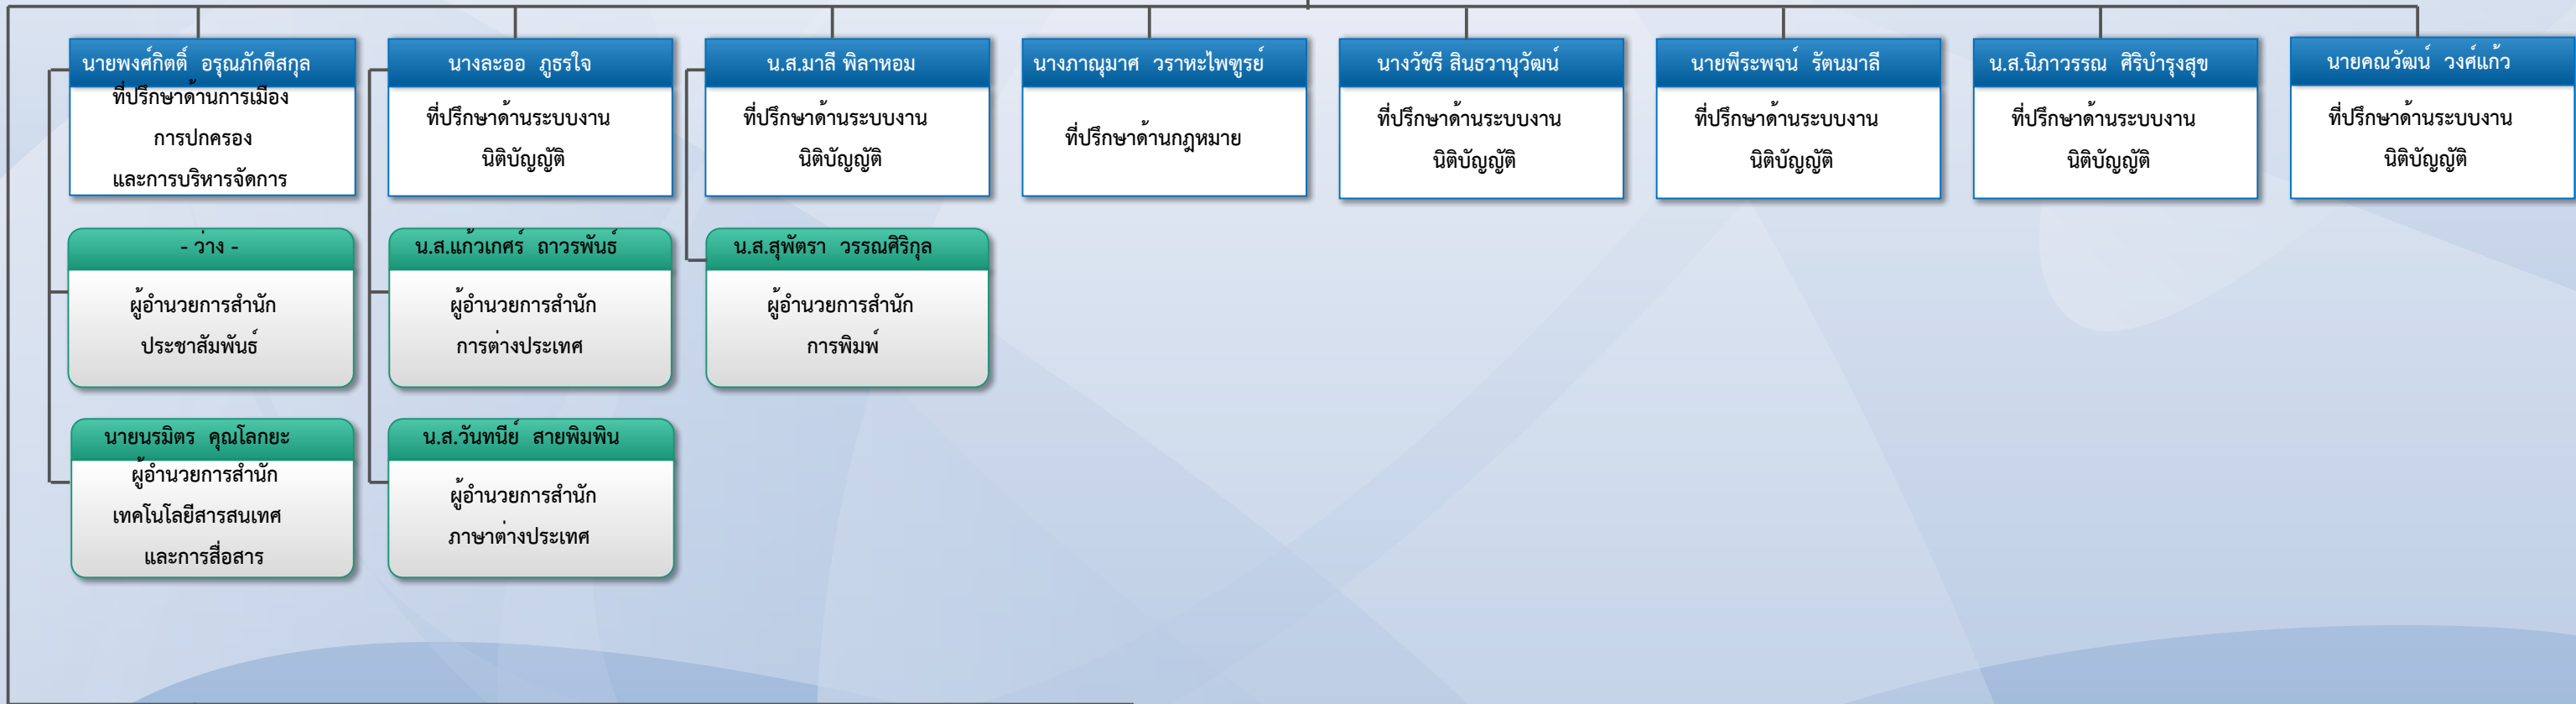 นายพงศ์กิตติ์ อรุณภักดีสกุล
ที่ปรึกษาด้านการเมือง
การปกครอง
และการบริหารจัดการ
นางละออ ภูธรใจ
ที่ปรึกษาด้านระบบงาน
นิติบัญญัติ
น.ส.มาลี พิลาหอม
ที่ปรึกษาด้านระบบงาน
นิติบัญญัติ
นางภาณุมาศ วราหะไพฑูรย์
ที่ปรึกษาด้านกฎหมาย
นางวัชรี สินธวานุวัฒน์
ที่ปรึกษาด้านระบบงาน
นิติบัญญัติ
นายพีระพจน์ รัตนมาลี
ที่ปรึกษาด้านระบบงาน
นิติบัญญัติ
น.ส.นิภาวรรณ ศิริบำรุงสุข
ที่ปรึกษาด้านระบบงาน
นิติบัญญัติ
นายคณวัฒน์ วงศ์แก้ว
ที่ปรึกษาด้านระบบงาน
นิติบัญญัติ
- ว่าง -
ผู้อำนวยการสำนัก
ประชาสัมพันธ์
น.ส.แก้วเกศร์ ถาวรพันธ์
ผู้อำนวยการสำนัก
การต่างประเทศ
น.ส.สุพัตรา วรรณศิริกุล
ผู้อำนวยการสำนัก
การพิมพ์
นายนรมิตร คุณโลกยะ
ผู้อำนวยการสำนัก
เทคโนโลยีสารสนเทศ
และการสื่อสาร
น.ส.วันทนีย์ สายพิมพิน
ผู้อำนวยการสำนัก
ภาษาต่างประเทศ